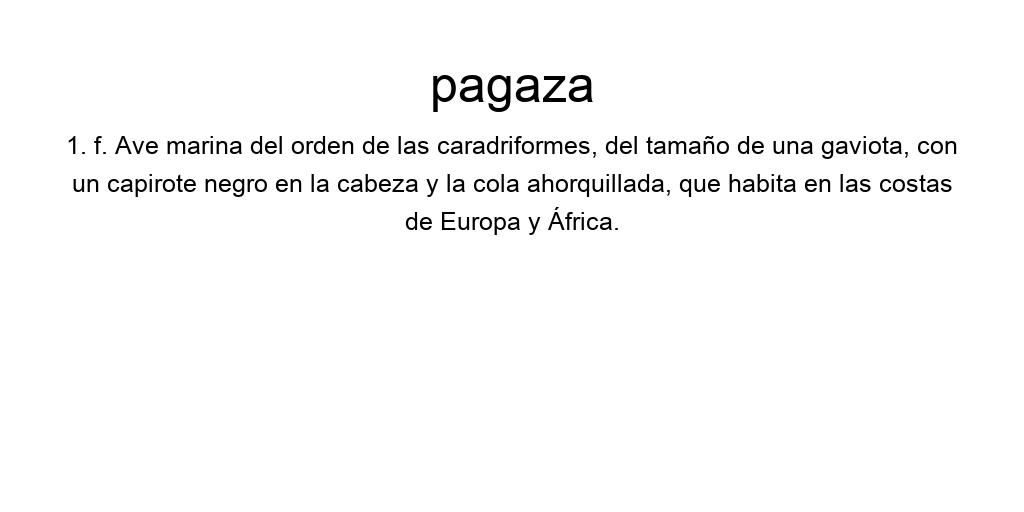 pagaza
1. f. Ave marina del orden de las caradriformes, del tamaño de una gaviota, con
un capirote negro en la cabeza y la cola ahorquillada, que habita en las costas
de Europa y África.